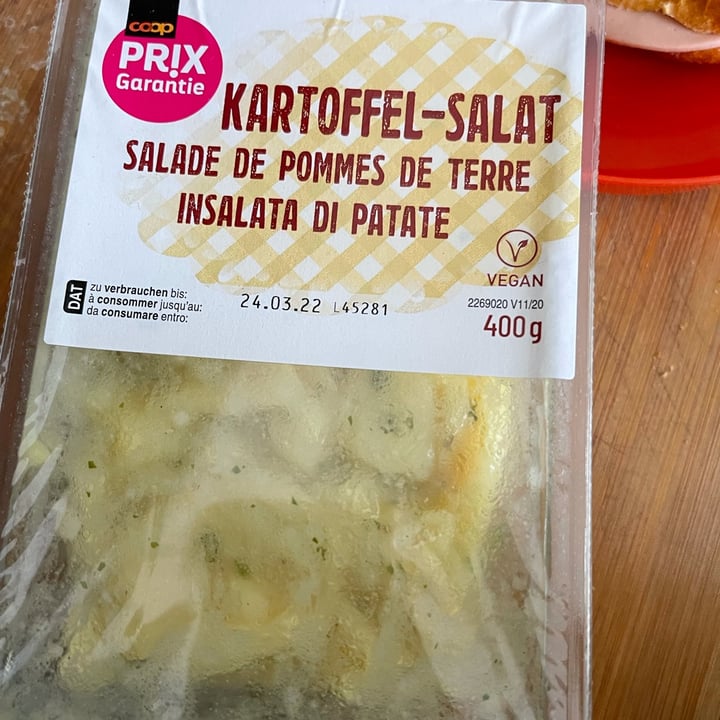 coop
PRIX
Garantie
KARTOFFEL-SALAT
SALADE DE POMMES DE TERRE
INSALATA DI PATATE
VEGAN
DAT
zu verbrauchen bis:
à consommer jusqu'au:
da consumare entro:
24.03.22 L45281
2269020 V11/20
400g